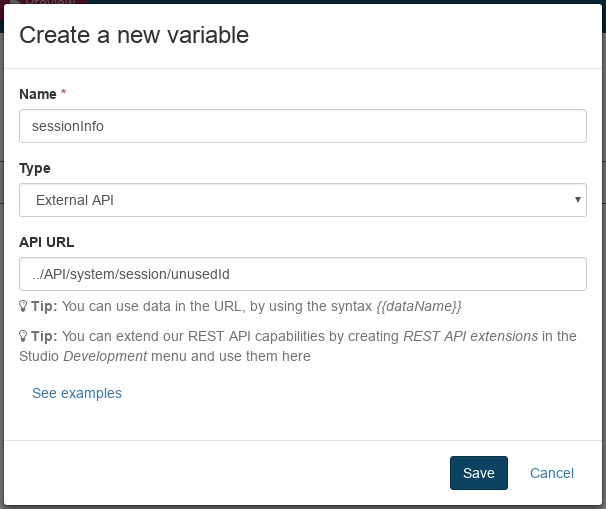 Preview
Create a new variable
Name *
sessionInfo
Type
External API
API URL
../API/system/session/unusedId
Tip: You can use data in the URL, by using the syntax {{dataName}}
Tip: You can extend our REST API capabilities by creating REST API extensions in the
Studio Development menu and use them here
See examples
Save
Cancel